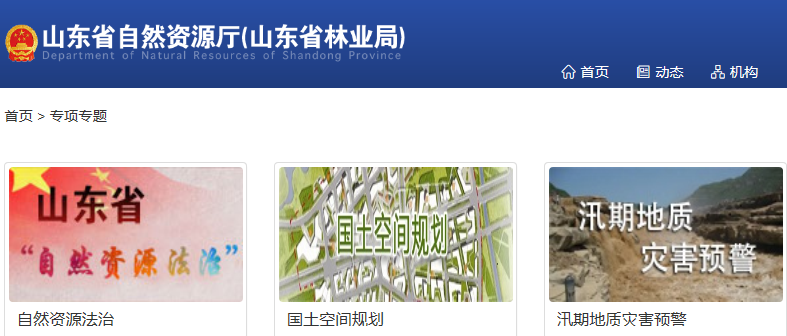 山东省自然资源厅(山东省林业局)
Department of Natural Resources of Shandong Province
首页 动态 机构
首页 > 专项专题
山东省
“自然资源法治”
国土空间规划
汛期地质
灾害预警
自然资源法治
国土空间规划
汛期地质灾害预警